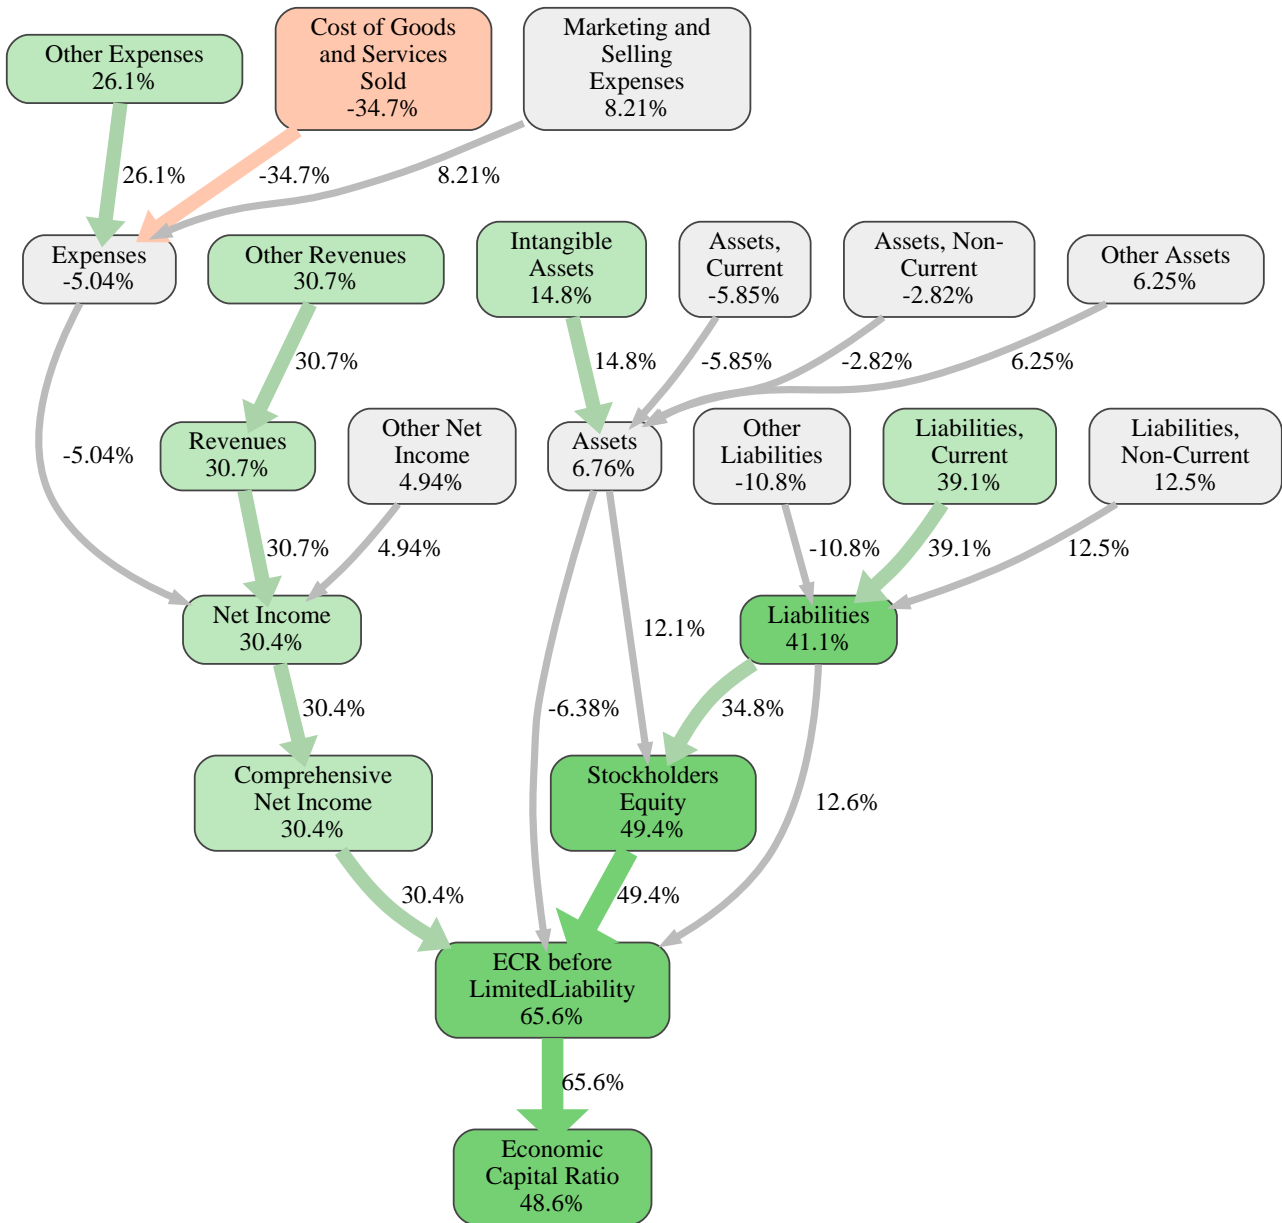 Other Expenses
26.1%
Cost of Goods
and Services
Sold
-34.7%
Marketing and
Selling
Expenses
8.21%
26.1%
-34.7%
8.21%
Expenses
-5.04%
Other Revenues
30.7%
Intangible
Assets
14.8%
Assets,
Current
-5.85%
Assets, Non-
Current
-2.82%
Other Assets
6.25%
30.7%
14.8%
-5.85%
-2.82%
6.25%
-5.04%
Revenues
30.7%
Other Net
Income
4.94%
Assets
6.76%
Other
Liabilities
-10.8%
Liabilities,
Current
39.1%
Liabilities,
Non-Current
12.5%
30.7%
4.94%
-10.8%
39.1%
12.5%
Net Income
30.4%
12.1%
Liabilities
41.1%
30.4%
-6.38%
34.8%
Comprehensive
Net Income
30.4%
Stockholders
Equity
49.4%
12.6%
30.4%
49.4%
ECR before
LimitedLiability
65.6%
65.6%
Economic
Capital Ratio
48.6%